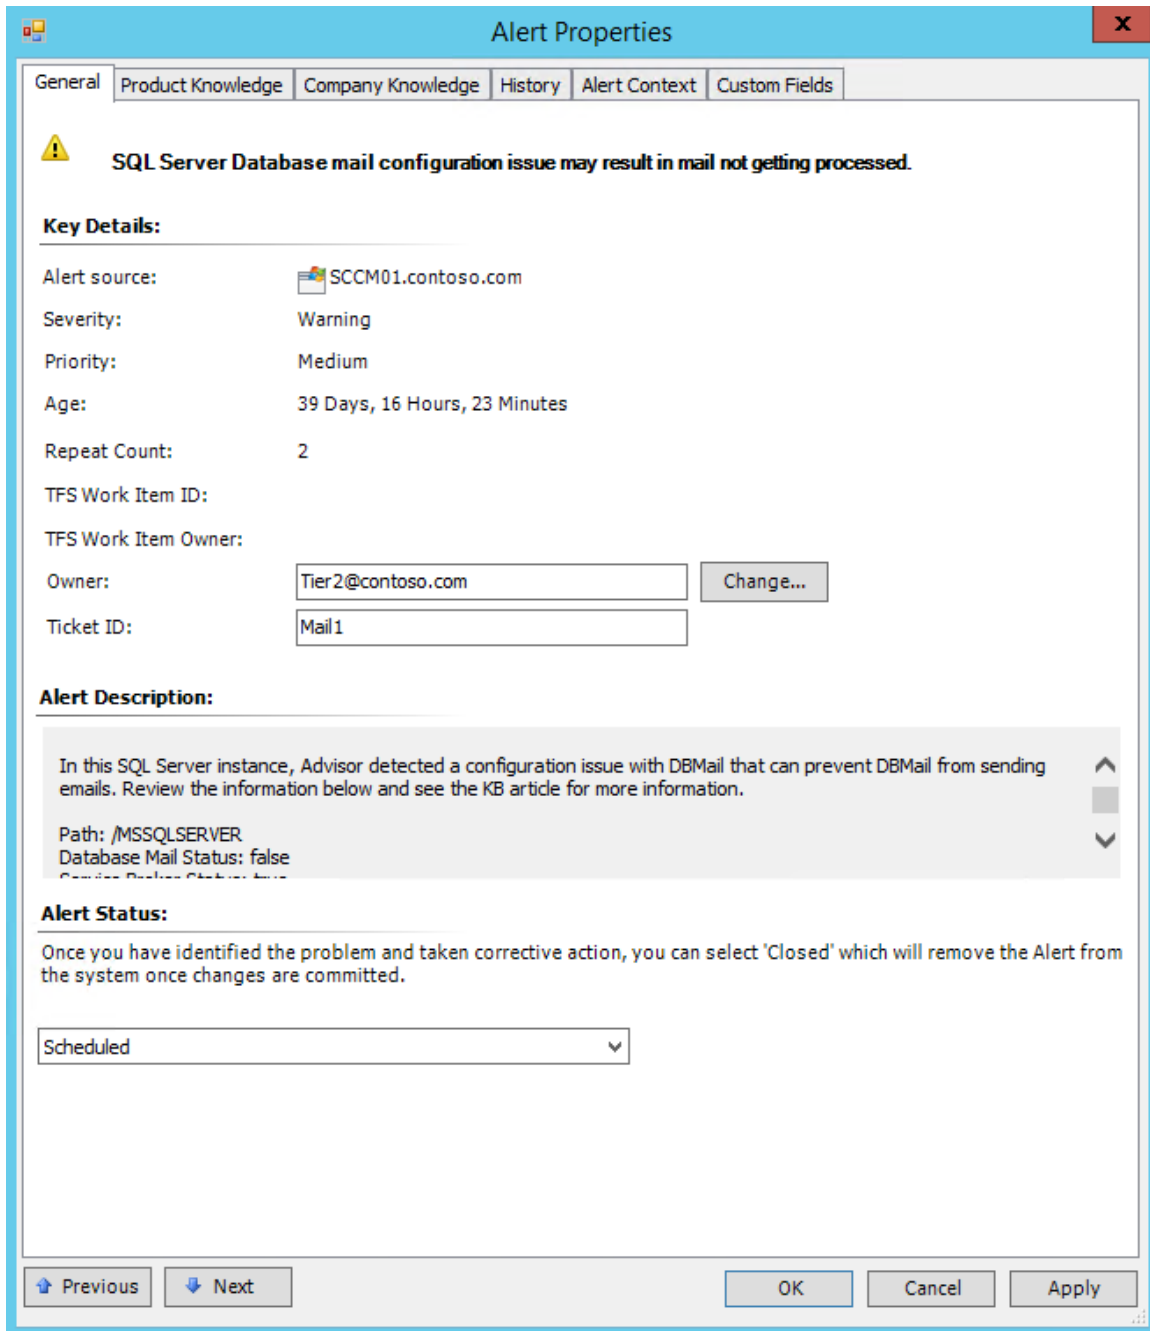 Alert Properties
x
General Product Knowledge Company Knowledge History Alert Context Custom Fields
SQL Server Database mail configuration issue may result in mail not getting processed.
Key Details:
Alert source: SCCM01.contoso.com
Severity: Warning
Priority: Medium
Age: 39 Days, 16 Hours, 23 Minutes
Repeat Count: 2
TFS Work Item ID:
TFS Work Item Owner:
Owner: Tier2@contoso.com Change...
Ticket ID: Mail1
Alert Description:
In this SQL Server instance, Advisor detected a configuration issue with DBMail that can prevent DBMail from sending
emails. Review the information below and see the KB article for more information.
Path: /MSSQLSERVER
Database Mail Status: false
Service Broker Status: true
Alert Status:
Once you have identified the problem and taken corrective action, you can select 'Closed' which will remove the Alert from
the system once changes are committed.
Scheduled
Previous Next OK Cancel Apply